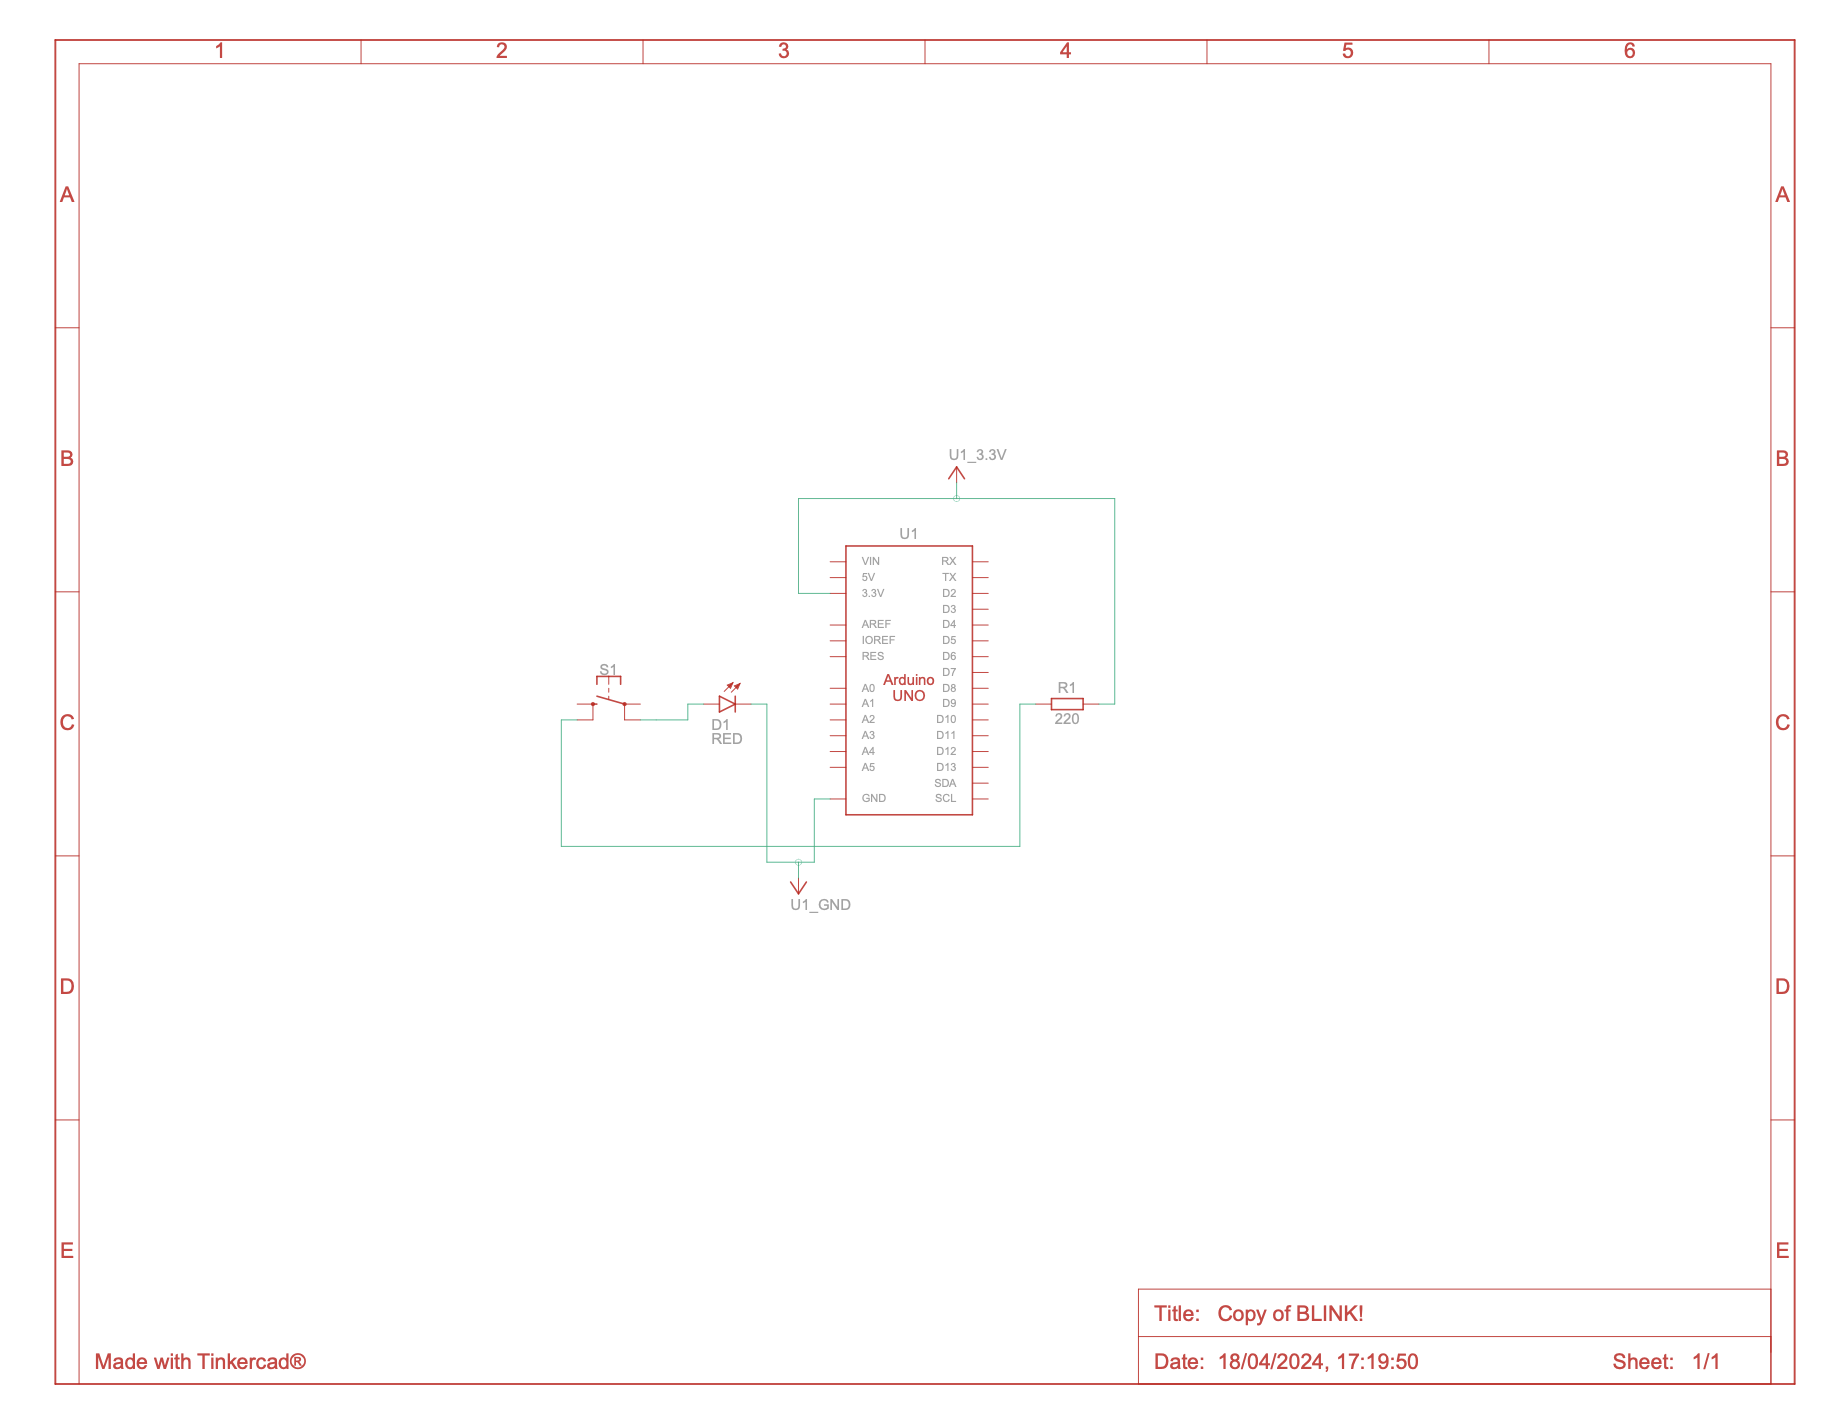 1 2 3 4 5 6
A A
U1_3.3V
B B
U1
VIN RX
5V TX
3.3V D2
D3
AREF D4
IOREF D5
RES D6
D7
S1
Arduino
UNO
A0 D8
R1
A1 D9
A2 D10
220
C C
D1
RED
A3 D11
A4 D12
A5 D13
SDA
GND SCL
U1_GND
D D
E E
Title: Copy of BLINK!
Made with Tinkercad®
Date: 18/04/2024, 17:19:50 Sheet: 1/1